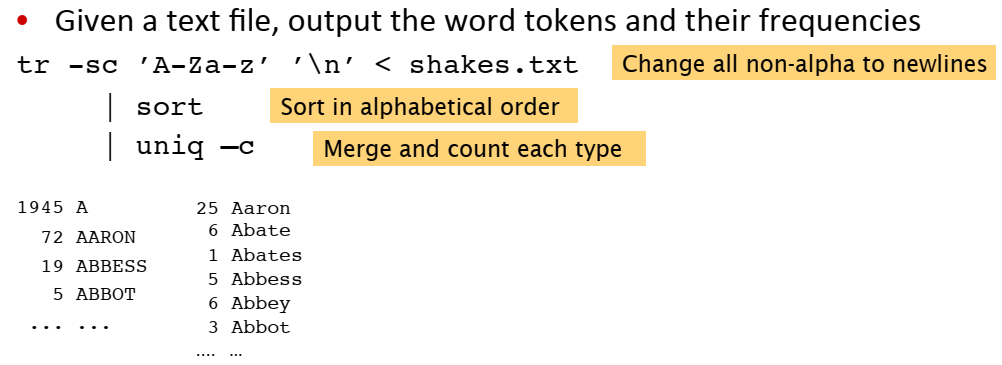 • Given a text file, output the word tokens and their frequencies
tr -sc ’A-Za-z’ ’\n’ < shakes.txt Change all non-alpha to newlines
| sort Sort in alphabetical order
| uniq –c Merge and count each type
1945 A
72 AARON
19 ABBESS
5 ABBOT
... ...
25 Aaron
6 Abate
1 Abates
5 Abbess
6 Abbey
3 Abbot
.... …